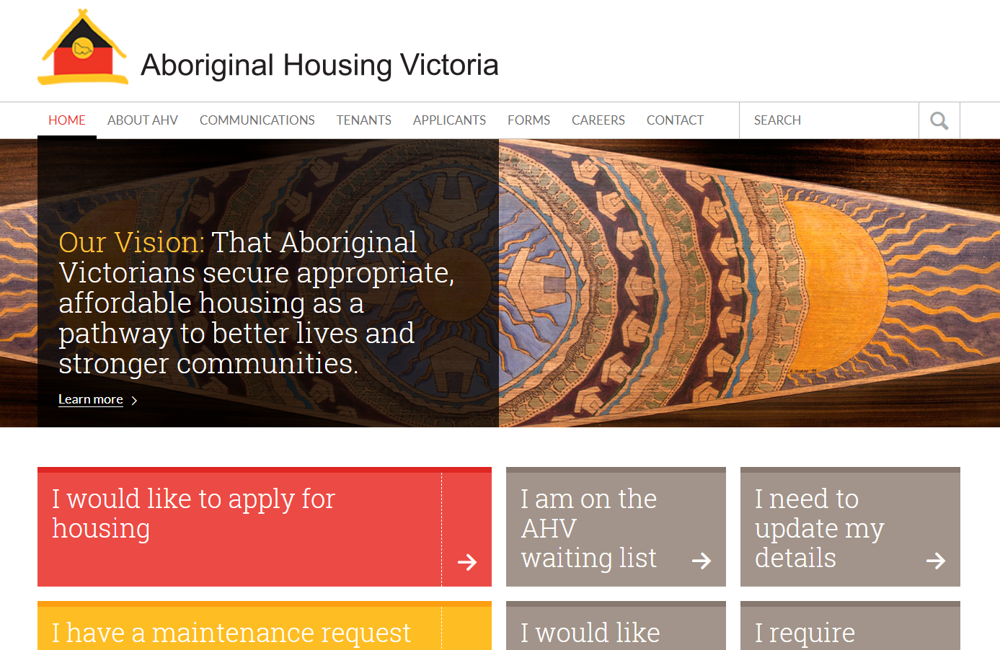 Aboriginal Housing Victoria
HOME ABOUT AHV COMMUNICATIONS TENANTS APPLICANTS FORMS CAREERS CONTACT SEARCH
Our Vision: That Aboriginal
Victorians secure appropriate,
affordable housing as a
pathway to better lives and
stronger communities.
Learn more
I would like to apply for
housing
I am on the
AHV
waiting list
I need to
update my
details
I have a maintenance request
I would like
I require